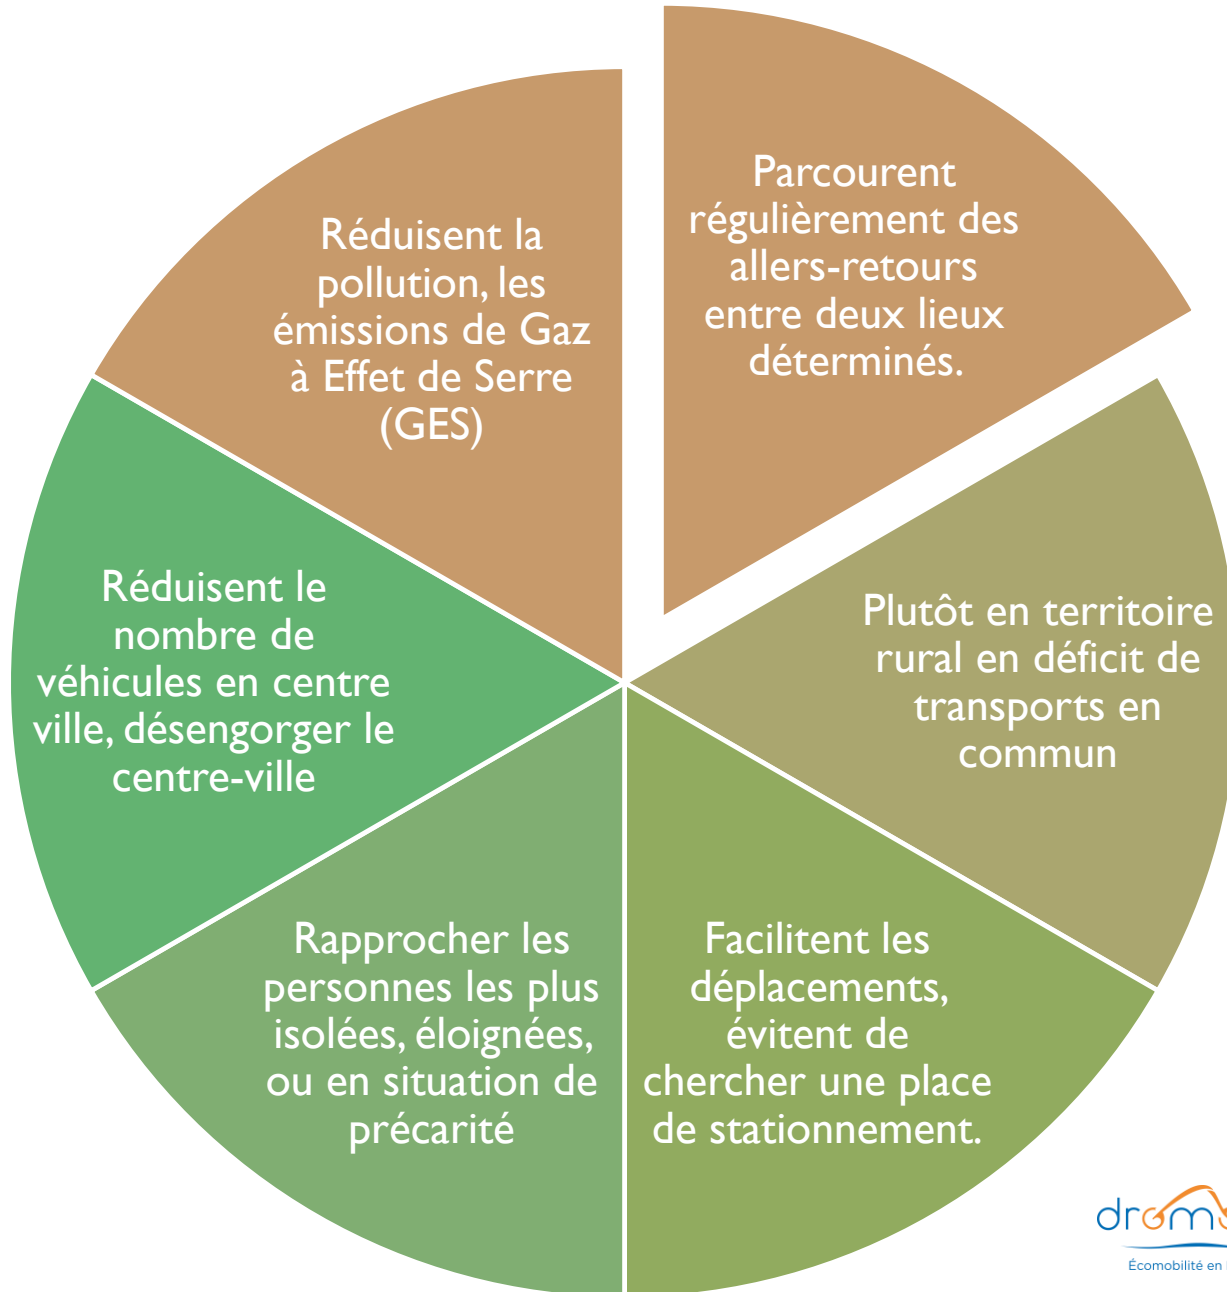 Parcourent
régulièrement des
allers-retours
entre deux lieux
déterminés.
Plutôt en territoire
rural en déficit de
transports en
commun
Facilitent les
déplacements,
évitent de
chercher une place
de stationnement.
Rapprocher les
personnes les plus
isolées, éloignées,
ou en situation de
précarité
Réduisent le
nombre de
véhicules en centre
ville, désengorger le
centre-ville
Réduisent la
pollution, les
émissions de Gaz
à Effet de Serre
(GES)
Écomobilité en